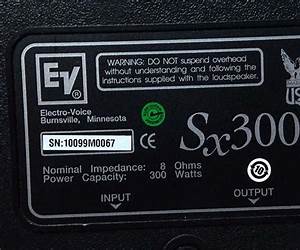 WARNING: DO NOT suspend overhead
without understanding and following the
instructions supplied with the loudspeaker.
EV®
US
Electro-Voice
Burnsville, Minnesota
SN:10099M0067
CE
Sx300
Nominal Impedance: 8 Ohms
Power Capacity: 300 Watts
INPUT
OUTPUT